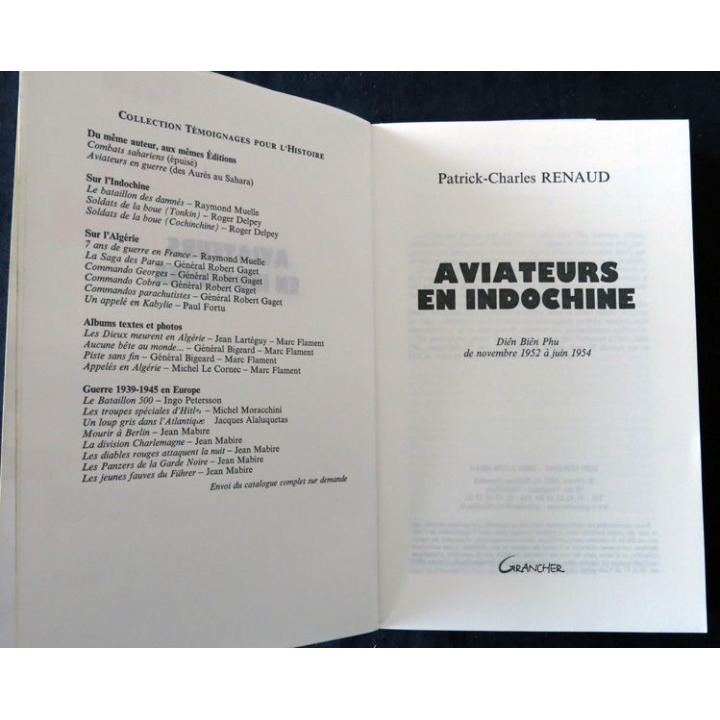 COLLECTION TÉMOIGNAGES POUR L'HISTOIRE
Du même auteur, aux mêmes Éditions
Combats sahariens (épuisé)
Aviateurs en guerre (des Aurès au Sahara)
Sur l'Indochine
Le bataillon des damnés – Raymond Muelle
Soldats de la boue (Tonkin) – Roger Delpey
Soldats de la boue (Cochinchine) – Roger Delpey
Sur l'Algérie
7 ans de guerre en France – Raymond Muelle
La Saga des Paras – Général Robert Gaget
Commando Georges – Général Robert Gaget
Commando Cobra – Général Robert Gaget
Commandos parachutistes – Général Robert Gaget
Un appelé en Kabylie – Paul Fortu
Albums textes et photos
Les Dieux meurent en Algérie – Jean Lartéguy – Marc Flament
Aucune bête au monde... – Général Bigeard – Marc Flament
Piste sans fin – Général Bigeard – Marc Flament
Appelés en Algérie – Michel Le Cornec – Marc Flament
Guerre 1939-1945 en Europe
Le Bataillon 500 – Ingo Petersson
Les troupes spéciales d'Hitler – Michel Moracchini
Un loup gris dans l'Atlantique Jacques Alaluquetas
Mourir à Berlin – Jean Mabire
La division Charlemagne – Jean Mabire
Les diables rouges attaquent la nuit – Jean Mabire
Les Panzers de la Garde Noire – Jean Mabire
Les jeunes fauves du Führer – Jean Mabire
Envoi du catalogue complet sur demande
Patrick-Charles RENAUD
AVIATEURS
EN INDOCHINE
Diên Biên Phu
de novembre 1952 à juin 1954
GRANCHER